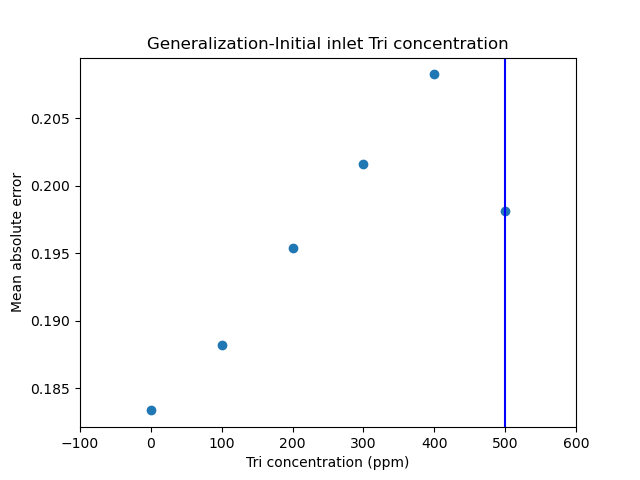 Generalization-Initial inlet Tri concentration
0.205
0.200
0.195
0.190
0.185
Mean absolute error
−100 0 100 200 300 400 500 600
Tri concentration (ppm)